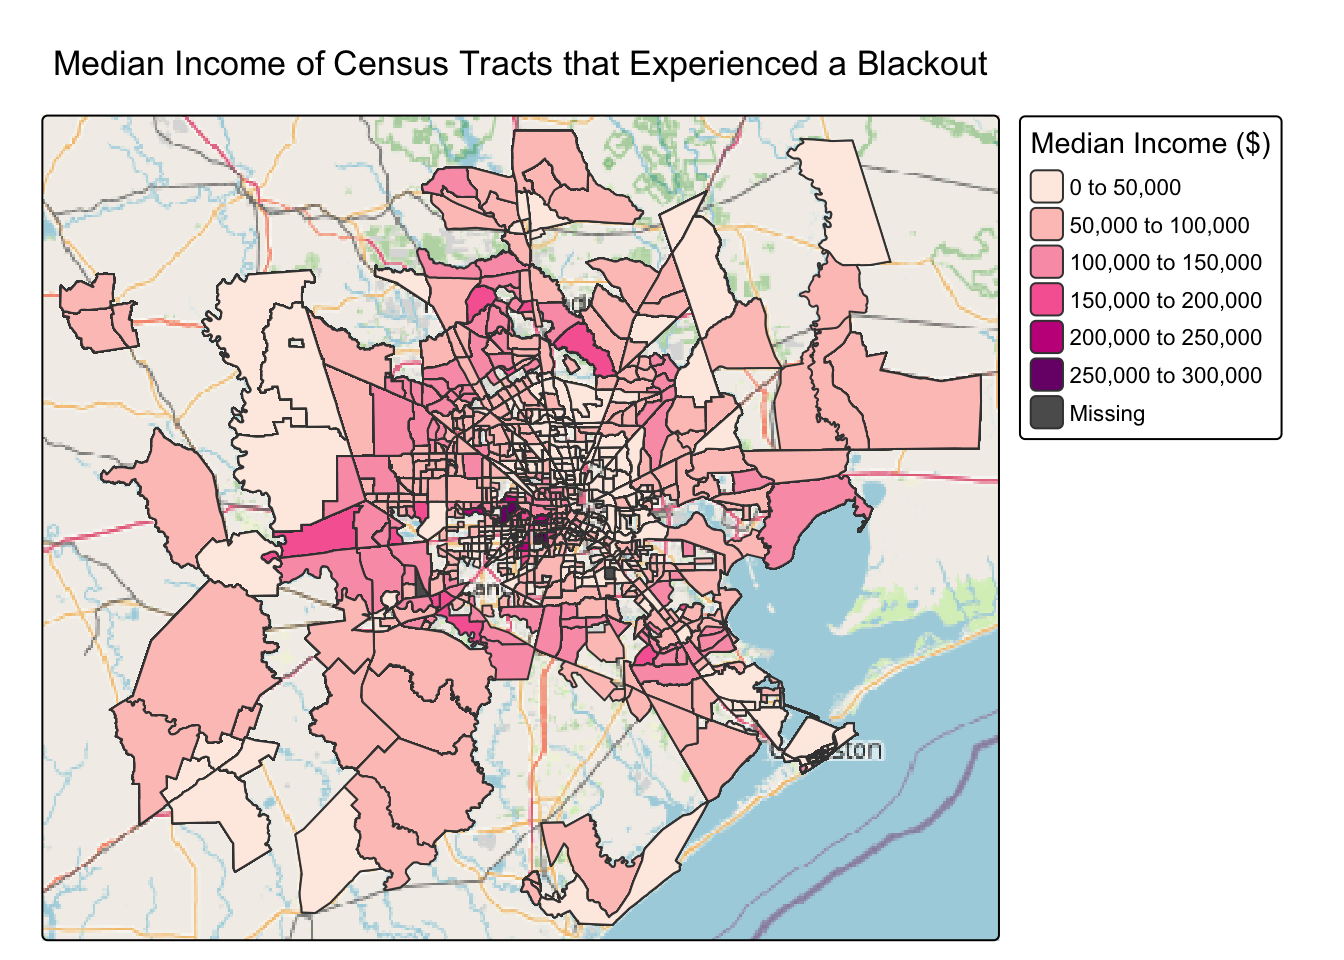 Median Income of Census Tracts that Experienced a Blackout
Median Income ($)
0 to 50,000
50,000 to 100,000
100,000 to 150,000
150,000 to 200,000
200,000 to 250,000
250,000 to 300,000
Missing